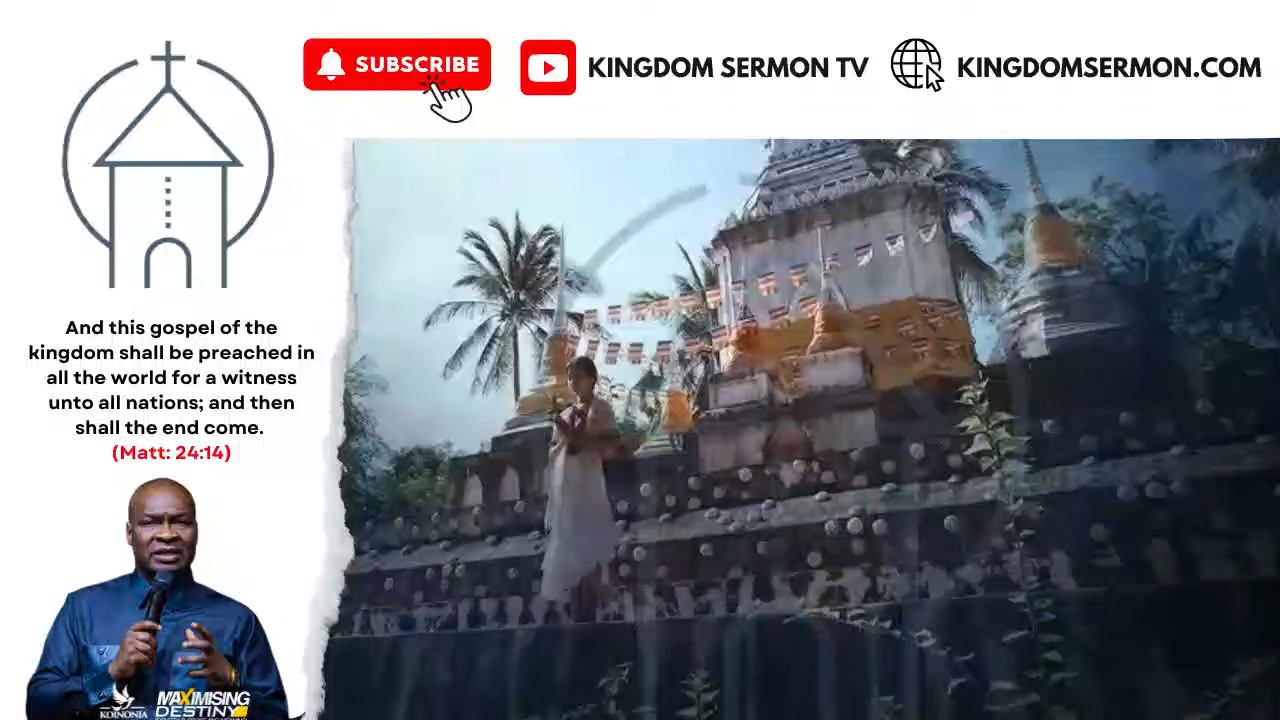 SUBSCRIBE
KINGDOM SERMON TV
KINGDOMSERMON.COM
And this gospel of the
kingdom shall be preached in
all the world for a witness
unto all nations; and then
shall the end come.
(Matt: 24:14)
KOINONIA
MAXIMISING
DESTINY